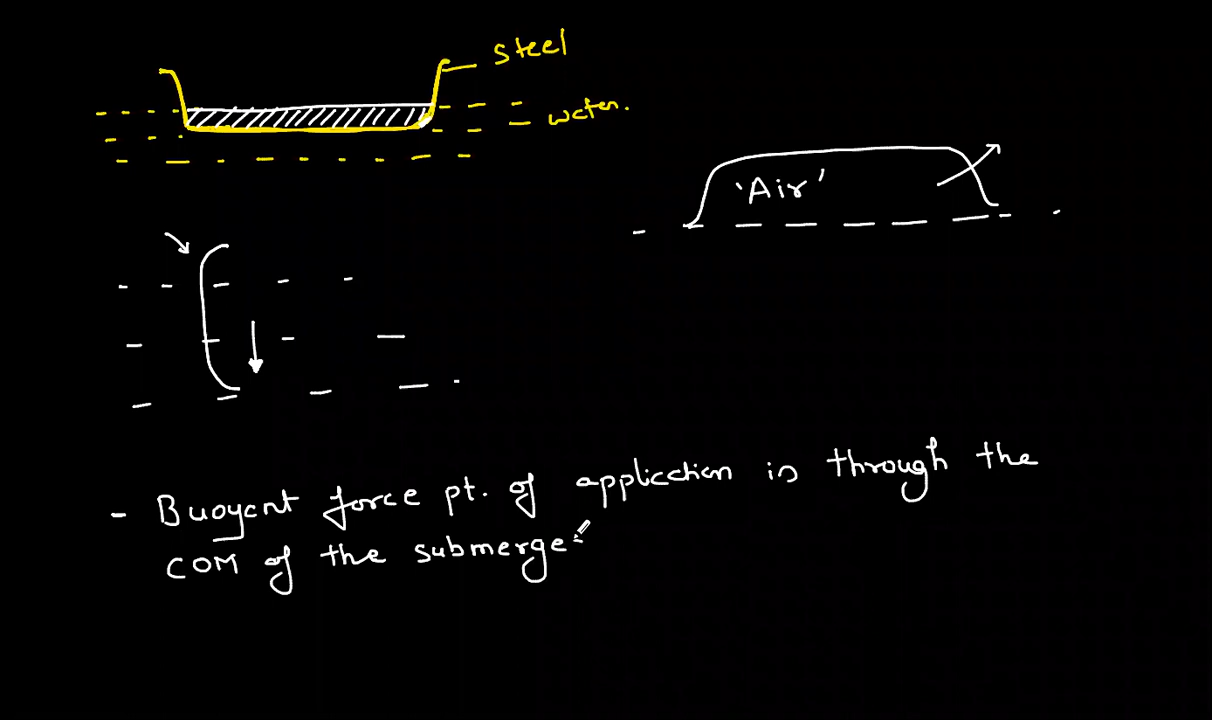 steel
water.
'Air'
- Buoyant force pt. of application is through the
COM of the submerge